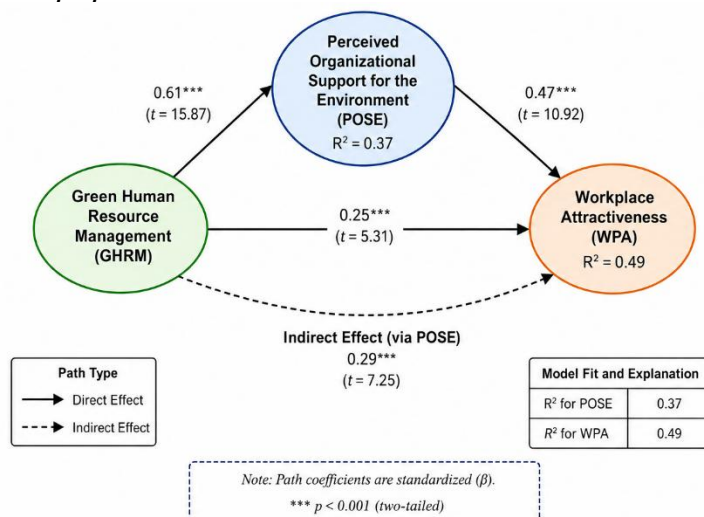 Perceived
Organizational
Support for the
Environment
(POSE)
R² = 0.37
0.61***
(t = 15.87)
0.47***
(t = 10.92)
Green Human
Resource
Management
(GHRM)
0.25***
(t = 5.31)
Workplace
Attractiveness
(WPA)
R² = 0.49
Indirect Effect (via POSE)
0.29***
(t = 7.25)
Path Type
Direct Effect
Indirect Effect
Model Fit and Explanation
R² for POSE 0.37
R² for WPA 0.49
Note: Path coefficients are standardized (β).
*** p < 0.001 (two-tailed)